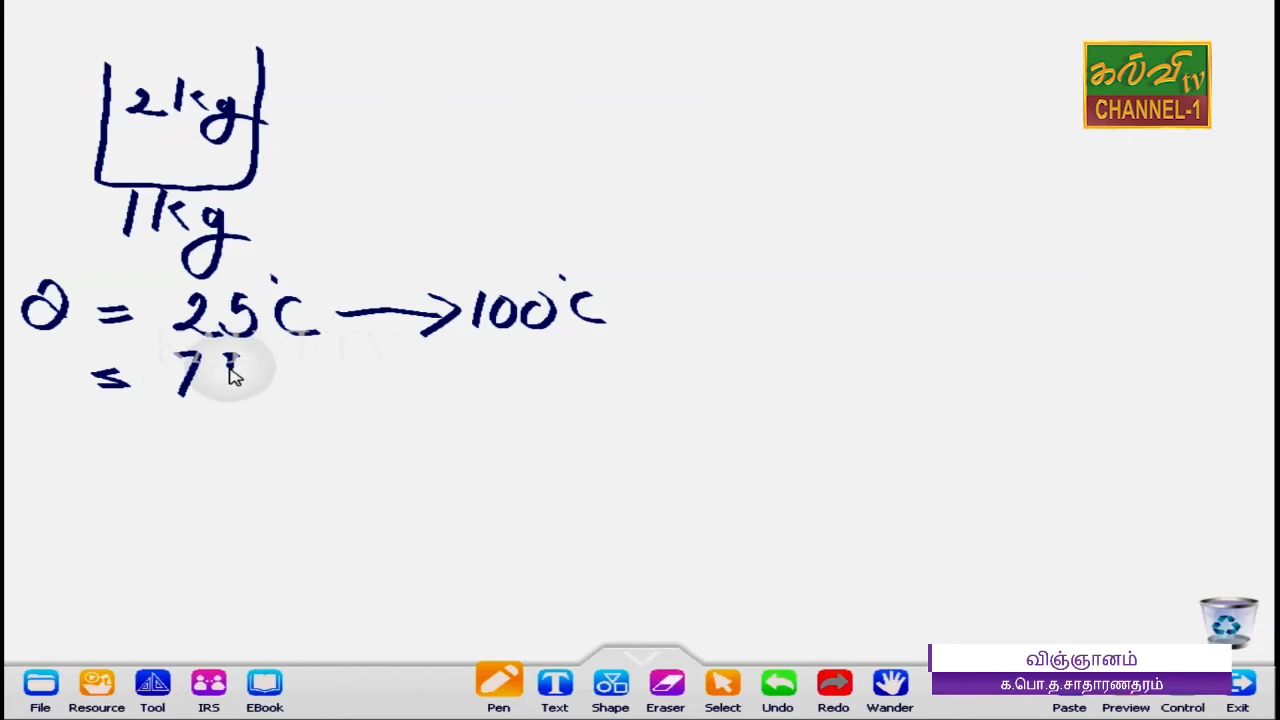 கல்வி tv
CHANNEL-1
2kg
1kg
θ = 25°C → 100°C
= 7
விஞ்ஞானம்
க.பொ.த.சாதாரணதரம்
File Resource Tool IRS EBook Pen Text Shape Eraser Select Undo Redo Wander Paste Preview Control Exit